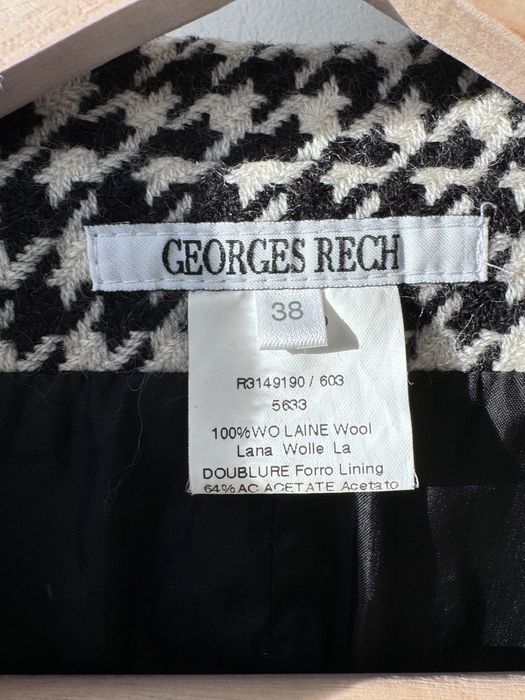 GEORGES RECH
38
R3149190 / 603
5633
100%WO LAINE Wool
Lana Wolle La
DOUBLURE Forro Lining
64%AC ACETATE Acetato